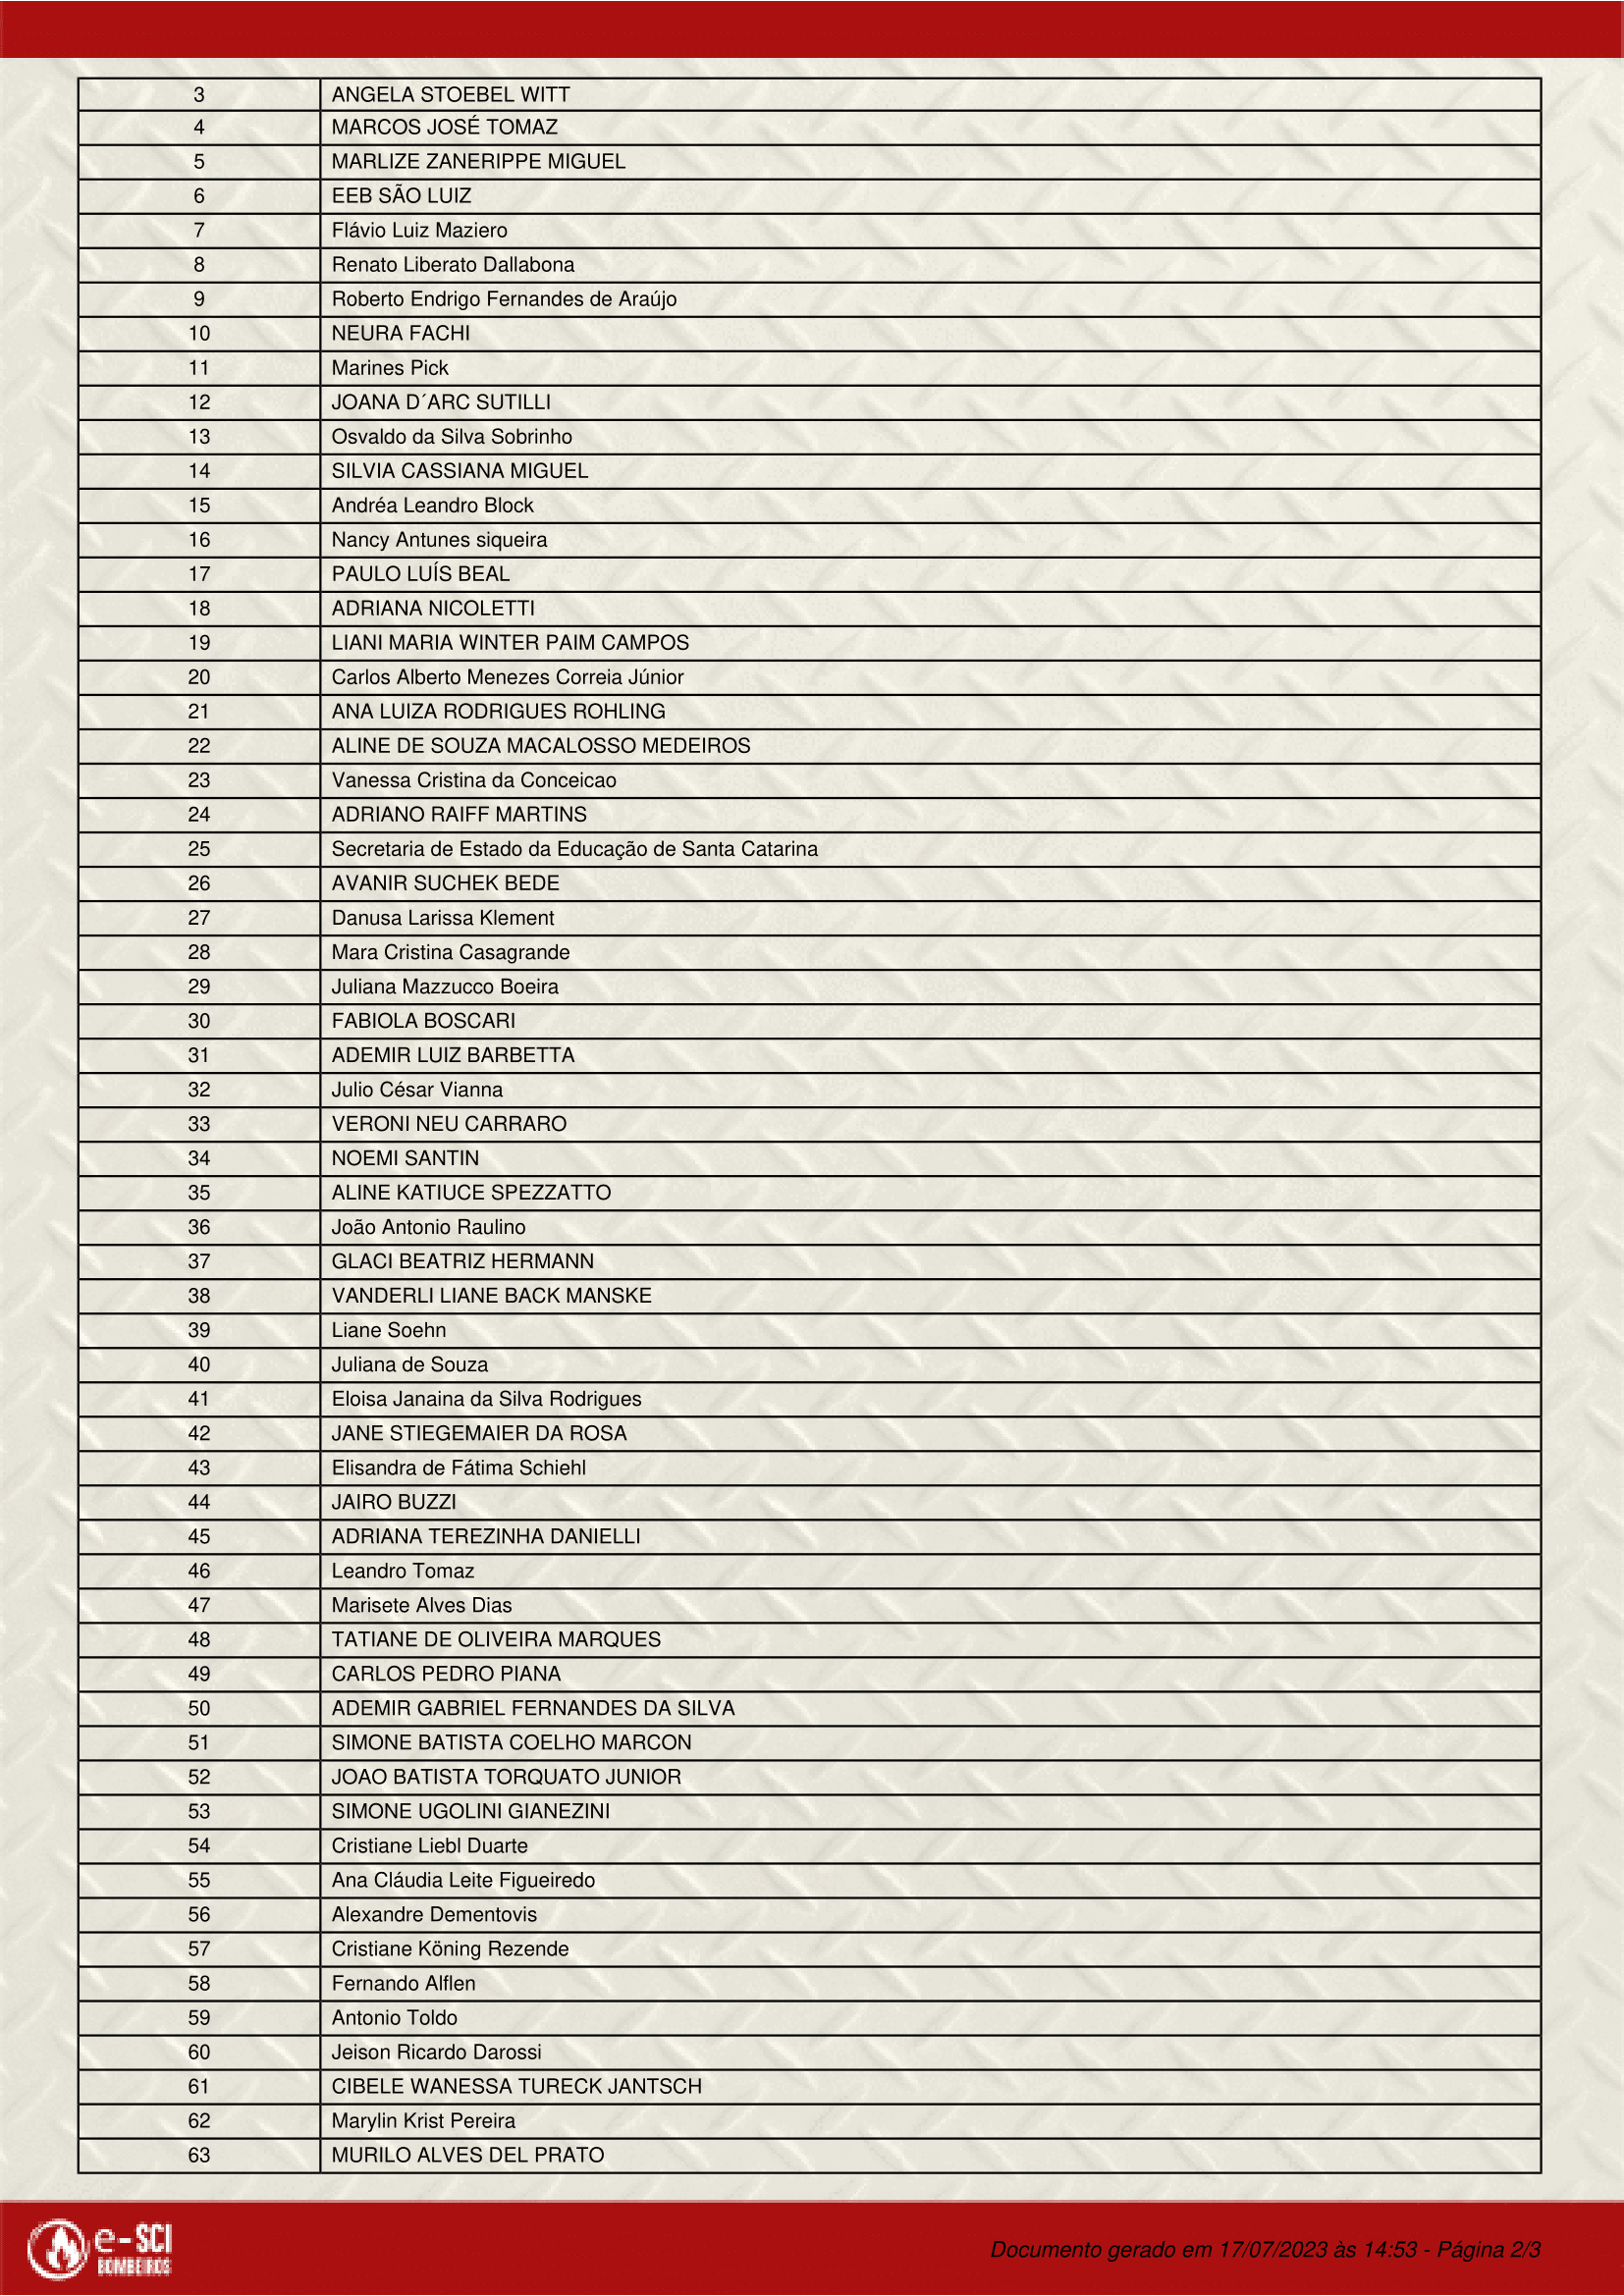 3 ANGELA STOEBEL WITT
4 MARCOS JOSÉ TOMAZ
5 MARLIZE ZANERIPPE MIGUEL
6 EEB SÃO LUIZ
7 Flávio Luiz Maziero
8 Renato Liberato Dallabona
9 Roberto Endrigo Fernandes de Araújo
10 NEURA FACHI
11 Marines Pick
12 JOANA D´ARC SUTILLI
13 Osvaldo da Silva Sobrinho
14 SILVIA CASSIANA MIGUEL
15 Andréa Leandro Block
16 Nancy Antunes siqueira
17 PAULO LUÍS BEAL
18 ADRIANA NICOLETTI
19 LIANI MARIA WINTER PAIM CAMPOS
20 Carlos Alberto Menezes Correia Júnior
21 ANA LUIZA RODRIGUES ROHLING
22 ALINE DE SOUZA MACALOSSO MEDEIROS
23 Vanessa Cristina da Conceicao
24 ADRIANO RAIFF MARTINS
25 Secretaria de Estado da Educação de Santa Catarina
26 AVANIR SUCHEK BEDE
27 Danusa Larissa Klement
28 Mara Cristina Casagrande
29 Juliana Mazzucco Boeira
30 FABIOLA BOSCARI
31 ADEMIR LUIZ BARBETTA
32 Julio César Vianna
33 VERONI NEU CARRARO
34 NOEMI SANTIN
35 ALINE KATIUCE SPEZZATTO
36 João Antonio Raulino
37 GLACI BEATRIZ HERMANN
38 VANDERLI LIANE BACK MANSKE
39 Liane Soehn
40 Juliana de Souza
41 Eloisa Janaina da Silva Rodrigues
42 JANE STIEGEMAIER DA ROSA
43 Elisandra de Fátima Schiehl
44 JAIRO BUZZI
45 ADRIANA TEREZINHA DANIELLI
46 Leandro Tomaz
47 Marisete Alves Dias
48 TATIANE DE OLIVEIRA MARQUES
49 CARLOS PEDRO PIANA
50 ADEMIR GABRIEL FERNANDES DA SILVA
51 SIMONE BATISTA COELHO MARCON
52 JOAO BATISTA TORQUATO JUNIOR
53 SIMONE UGOLINI GIANEZINI
54 Cristiane Liebl Duarte
55 Ana Cláudia Leite Figueiredo
56 Alexandre Dementovis
57 Cristiane Köning Rezende
58 Fernando Alflen
59 Antonio Toldo
60 Jeison Ricardo Darossi
61 CIBELE WANESSA TURECK JANTSCH
62 Marylin Krist Pereira
63 MURILO ALVES DEL PRATO
e-SCI
BOMBEIROS
Documento gerado em 17/07/2023 às 14:53 - Página 2/3